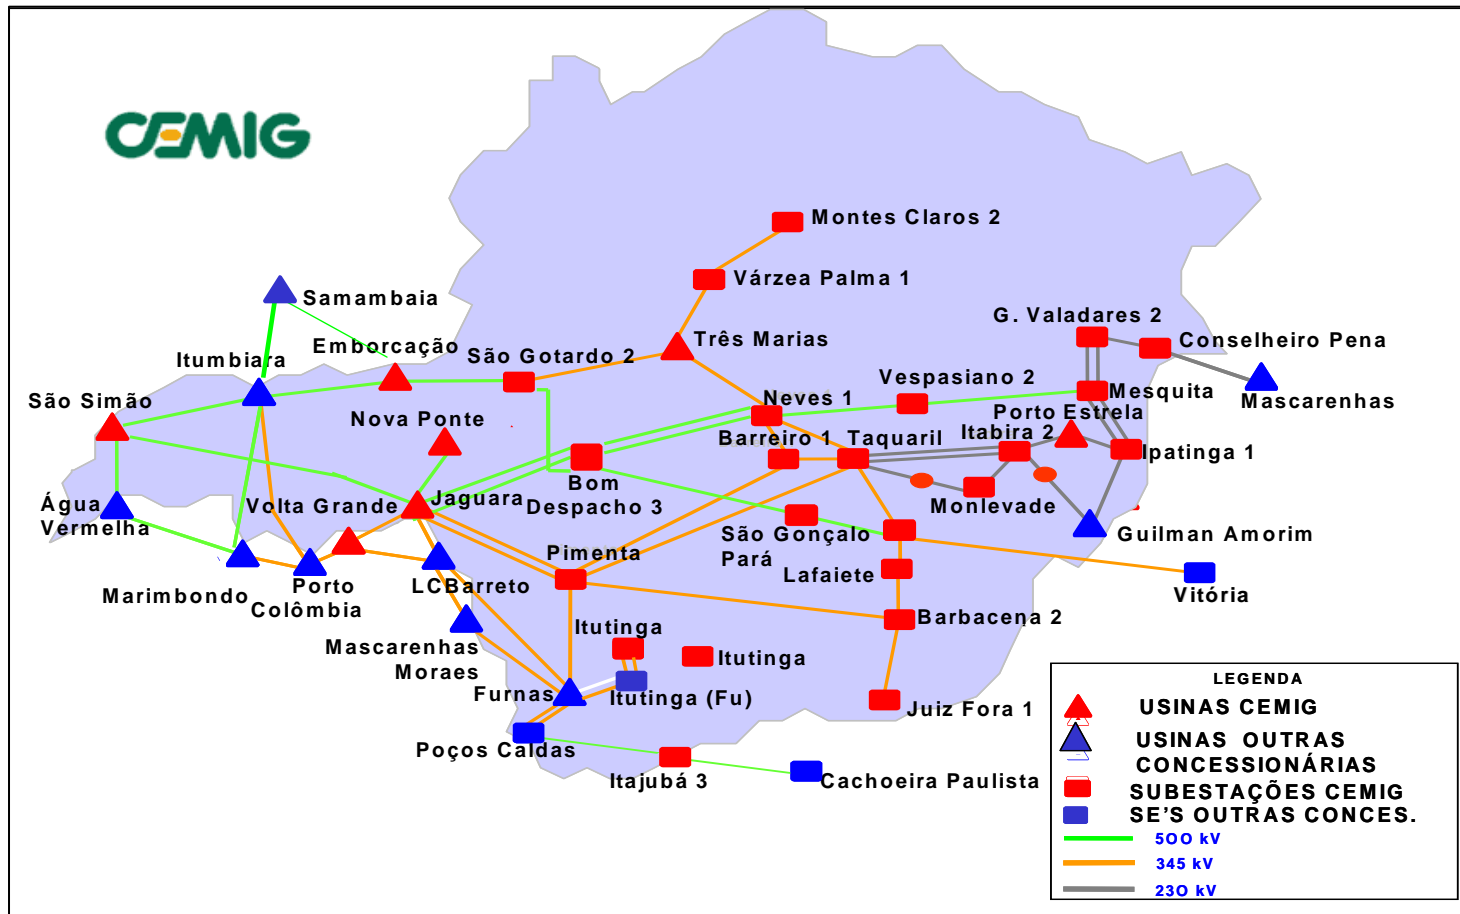 CEMIG
Montes Claros 2
Várzea Palma 1
Samambaia
G. Valadares 2
Três Marias
Conselheiro Pena
Itumbiara
Emborcação
São Gotardo 2
Vespasiano 2
Mesquita
Mascarenhas
São Simão
Neves 1
Nova Ponte
Porto Estrela
Barreiro 1
Taquaril
Itabira 2
Ipatinga 1
Água
Vermelha
Volta Grande
Jaguara
Bom
Despacho 3
Monlevade
São Gonçalo
Pará
Guilman Amorim
Pimenta
Lafaiete
Marimbondo
Porto
Colômbia
LCBarreto
Vitória
Itutinga
Barbacena 2
Mascarenhas
Moraes
Itutinga
Furnas
Itutinga (Fu)
Juiz Fora 1
Poços Caldas
Itajubá 3
Cachoeira Paulista
LEGENDA
USINAS CEMIG
USINAS OUTRAS
CONCESSIONÁRIAS
SUBESTAÇÕES CEMIG
SE'S OUTRAS CONCES.
500 kV
345 kV
230 kV